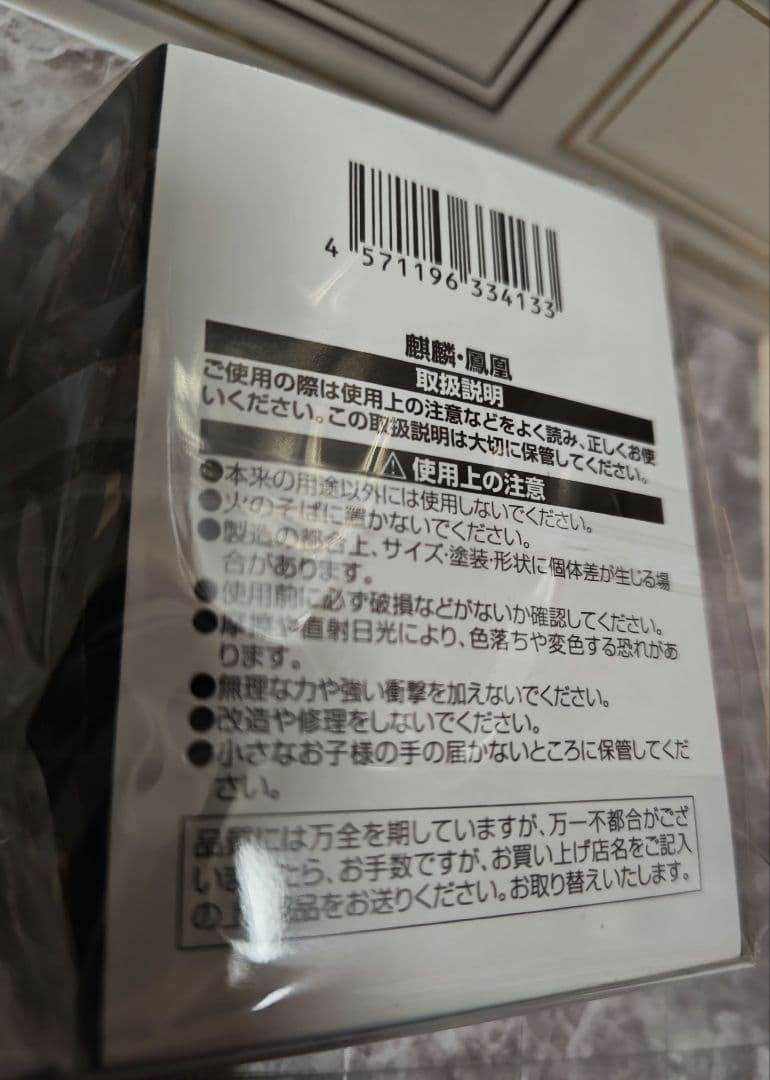 4 571196 334133
麒麟・鳳凰
取扱説明
ご使用の際は使用上の注意などをよく読み、正しくお使
いください。この取扱説明は大切に保管してください。
⚠ 使用上の注意
●本来の用途以外には使用しないでください。
●火のそばに置かないでください。
●製造の都合上、サイズ・塗装・形状に個体差が生じる場
合があります。
●使用前に必ず破損などがないか確認してください。
●摩擦や直射日光により、色落ちや変色する恐れがあ
ります。
●無理な力や強い衝撃を加えないでください。
●改造や修理をしないでください。
●小さなお子様の手の届かないところに保管してくだ
さい。
品質には万全を期していますが、万一不都合がござ
いましたら、お手数ですが、お買い上げ店名をご記入
の上 品をお送りください。お取り替えいたします。